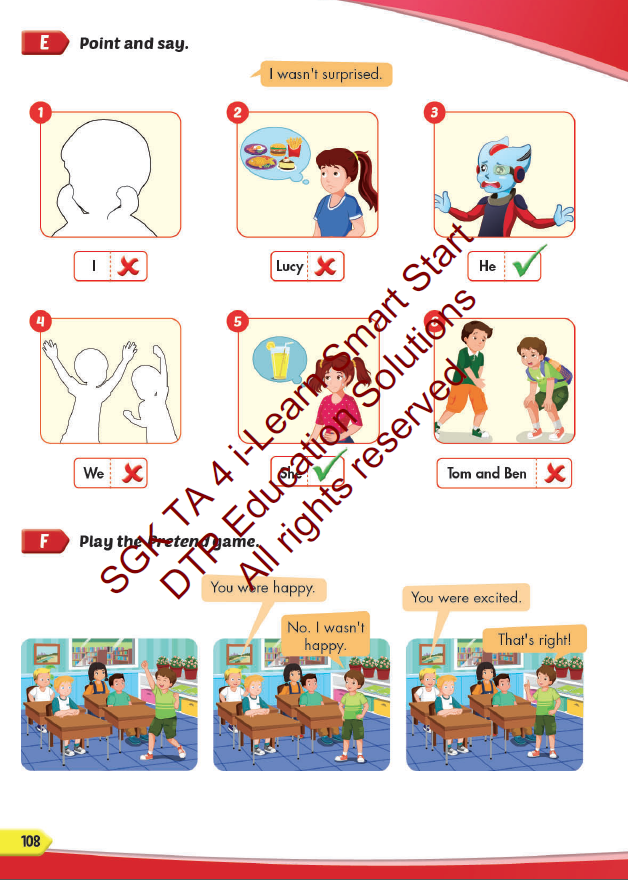 E Point and say.
I wasn't surprised.
1
2
3
I
Lucy
He
4
5
6
We
She
Tom and Ben
SGK TA 4 i-Learn Smart Start
DTP Education Solutions
All rights reserved
F Play the Pretend game.
You were happy.
No. I wasn't
happy.
You were excited.
That's right!
108